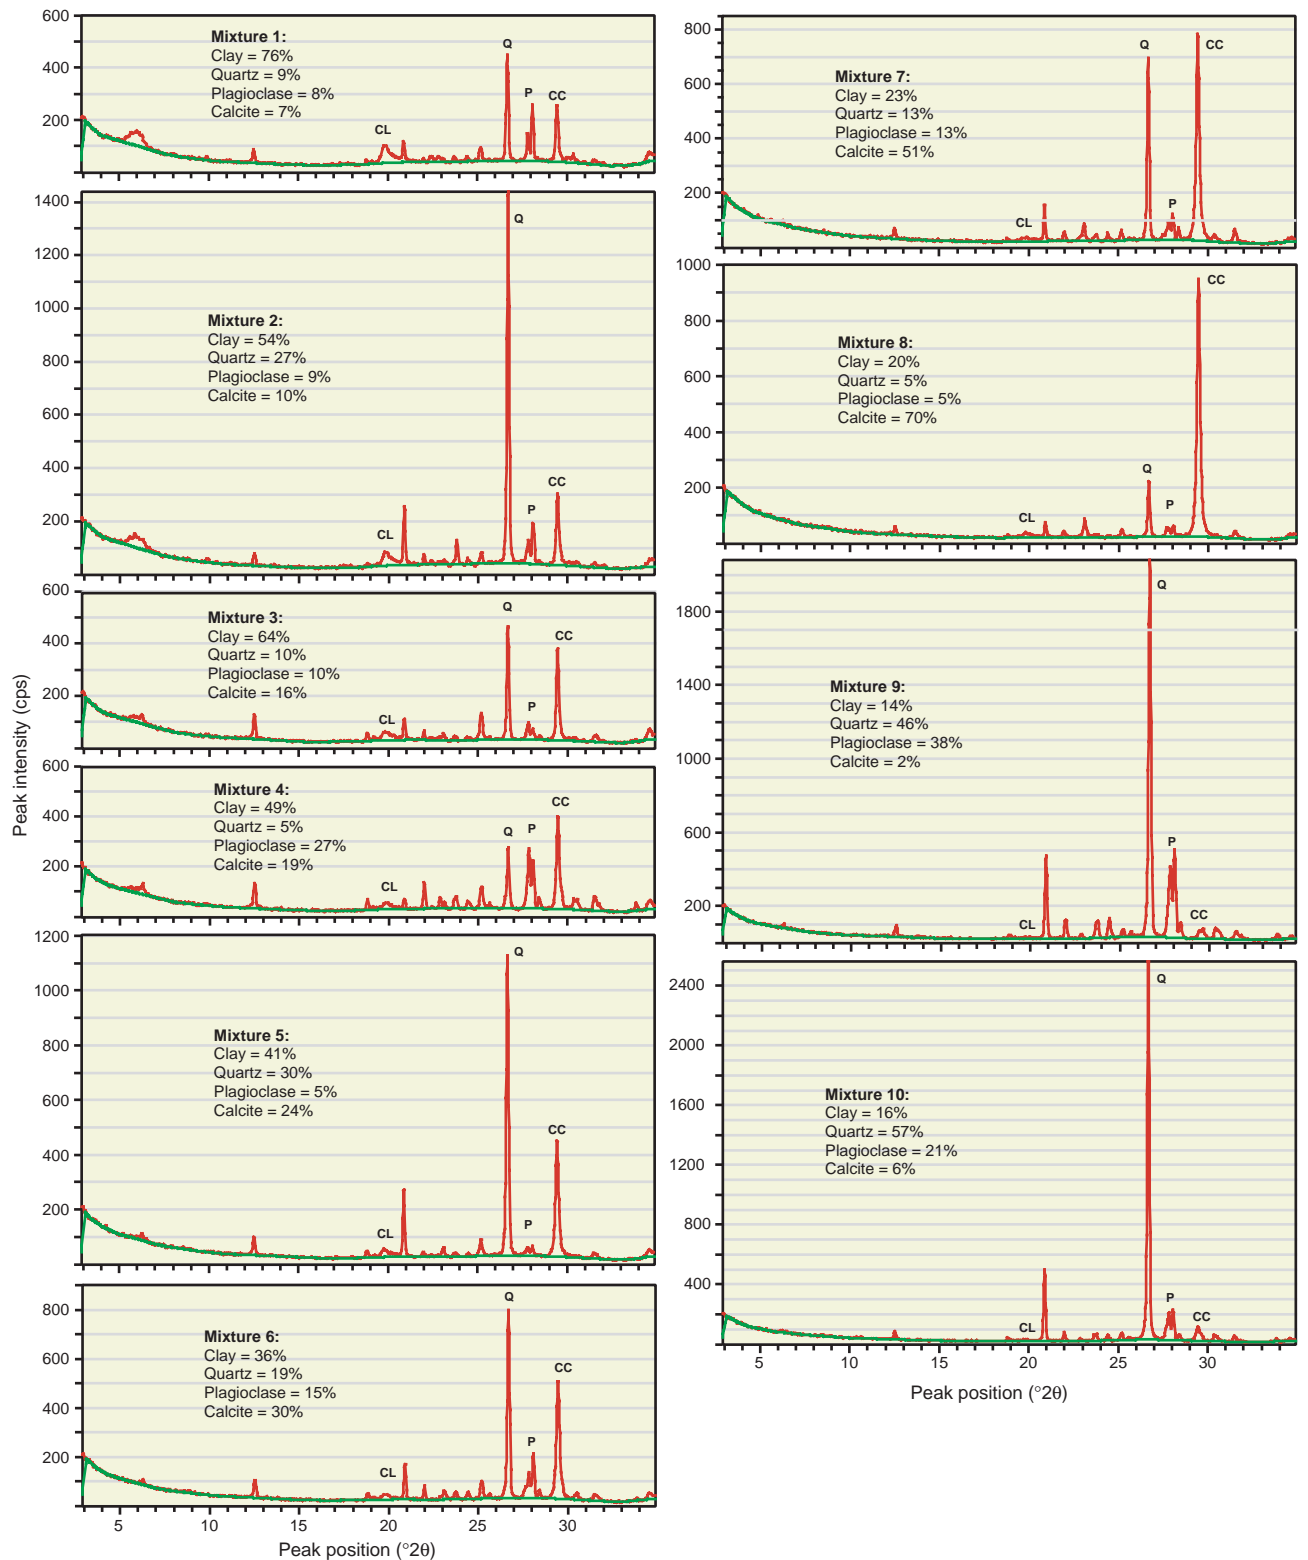 Peak intensity (cps)
600
400
200
Mixture 1:
Clay = 76%
Quartz = 9%
Plagioclase = 8%
Calcite = 7%
CL
Q
P
CC
1400
1200
1000
800
600
400
200
Mixture 2:
Clay = 54%
Quartz = 27%
Plagioclase = 9%
Calcite = 10%
CL
Q
P
CC
600
400
200
Mixture 3:
Clay = 64%
Quartz = 10%
Plagioclase = 10%
Calcite = 16%
CL
Q
P
CC
600
400
200
Mixture 4:
Clay = 49%
Quartz = 5%
Plagioclase = 27%
Calcite = 19%
CL
Q
P
CC
1200
1000
800
600
400
200
Mixture 5:
Clay = 41%
Quartz = 30%
Plagioclase = 5%
Calcite = 24%
CL
Q
P
CC
800
600
400
200
Mixture 6:
Clay = 36%
Quartz = 19%
Plagioclase = 15%
Calcite = 30%
CL
Q
P
CC
5 10 15 20 25 30
Peak position (°2θ)
800
600
400
200
Mixture 7:
Clay = 23%
Quartz = 13%
Plagioclase = 13%
Calcite = 51%
CL
Q
P
CC
1000
800
600
400
200
Mixture 8:
Clay = 20%
Quartz = 5%
Plagioclase = 5%
Calcite = 70%
CL
Q
P
CC
1800
1400
1000
600
200
Mixture 9:
Clay = 14%
Quartz = 46%
Plagioclase = 38%
Calcite = 2%
CL
Q
P
CC
2400
2000
1600
1200
800
400
Mixture 10:
Clay = 16%
Quartz = 57%
Plagioclase = 21%
Calcite = 6%
CL
Q
P
CC
5 10 15 20 25 30
Peak position (°2θ)